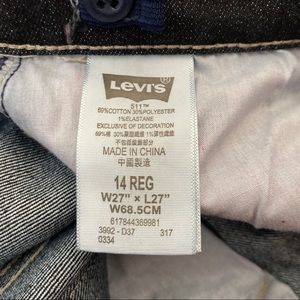 LEVI'S ®
511™
69%COTTON 30%POLYESTER
1%ELASTANE
EXCLUSIVE OF DECORATION
69%棉 30%聚酯纖維 1%彈性纖維
不包括裝飾部份
MADE IN CHINA
中國製造
14 REG
W27" × L27"
W68.5CM
617844369981
3992 - D37 317
0334